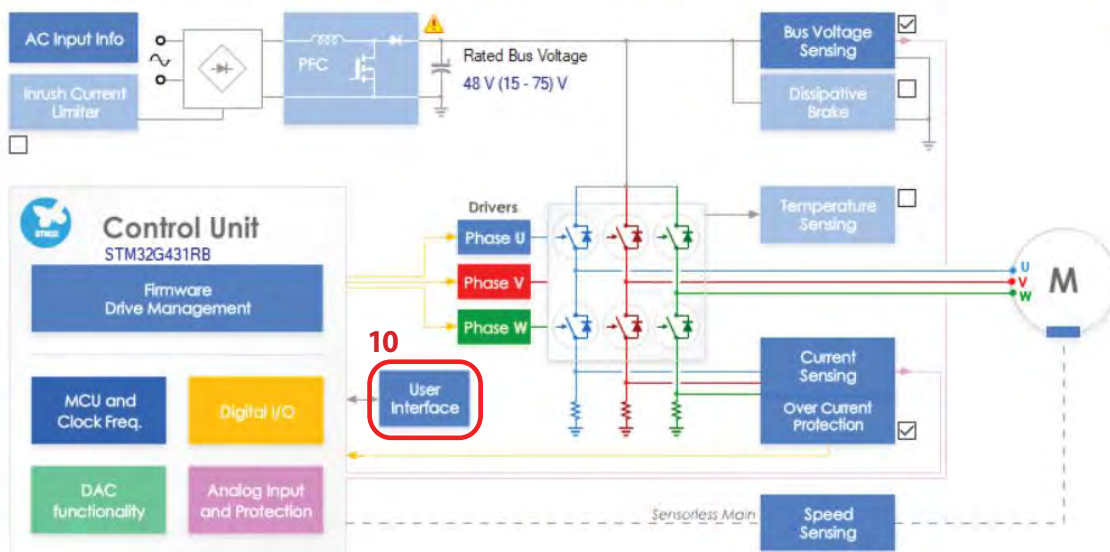 AC Input Info
Inrush Current
Limiter
PFC
Rated Bus Voltage
48 V (15 - 75) V
Bus Voltage
Sensing
Dissipative
Brake
STM32
Control Unit
STM32G431RB
Firmware
Drive Management
Drivers
Phase U
Phase V
Phase W
Temperature
Sensing
U
V
W
M
10
User
Interface
MCU and
Clock Freq.
Digital I/O
DAC
functionality
Analog Input
and Protection
Current
Sensing
Over Current
Protection
Sensorless Main
Speed
Sensing